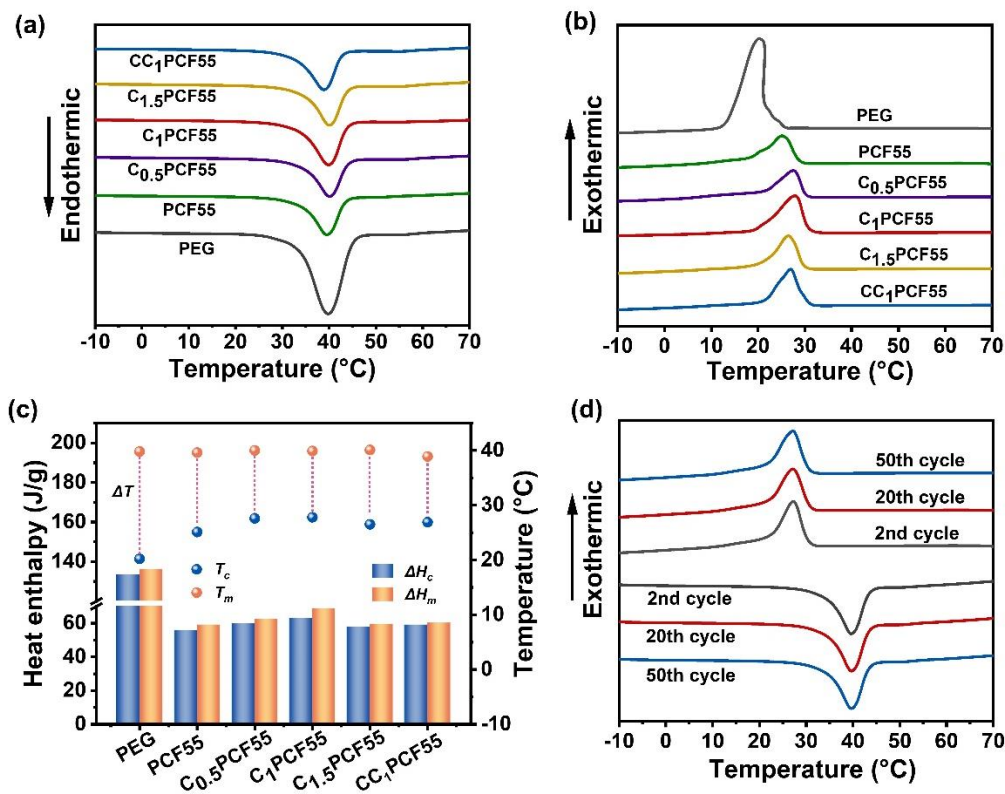 (a)
CC₁PCF55
C₁.₅PCF55
C₁PCF55
C₀.₅PCF55
PCF55
PEG
Endothermic
-10 0 10 20 30 40 50 60 70
Temperature (°C)
(b)
PEG
PCF55
C₀.₅PCF55
C₁PCF55
C₁.₅PCF55
CC₁PCF55
Exothermic
-10 0 10 20 30 40 50 60 70
Temperature (°C)
(c)
200
180
160
140
60
40
20
0
Heat enthalpy (J/g)
ΔT
T_c
T_m
ΔH_c
ΔH_m
40
30
20
10
0
-10
Temperature (°C)
PEG
PCF55
C₀.₅PCF55
C₁PCF55
C₁.₅PCF55
CC₁PCF55
(d)
50th cycle
20th cycle
2nd cycle
2nd cycle
20th cycle
50th cycle
Exothermic
-10 0 10 20 30 40 50 60 70
Temperature (°C)